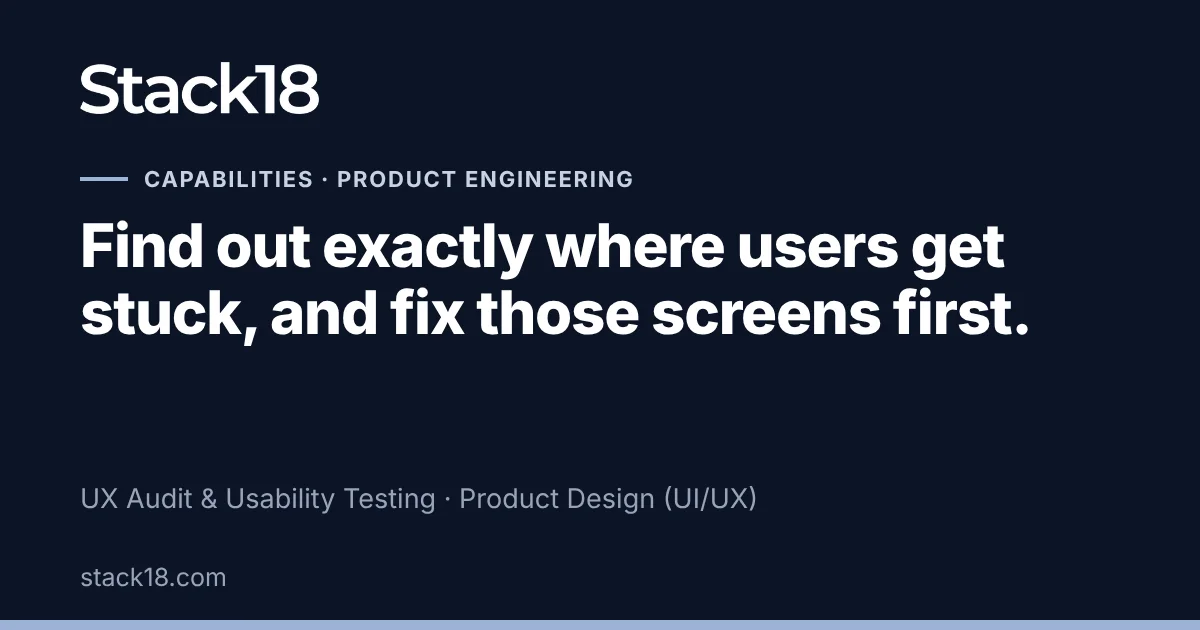 Stack18
CAPABILITIES · PRODUCT ENGINEERING
Find out exactly where users get
stuck, and fix those screens first.
UX Audit & Usability Testing · Product Design (UI/UX)
stack18.com